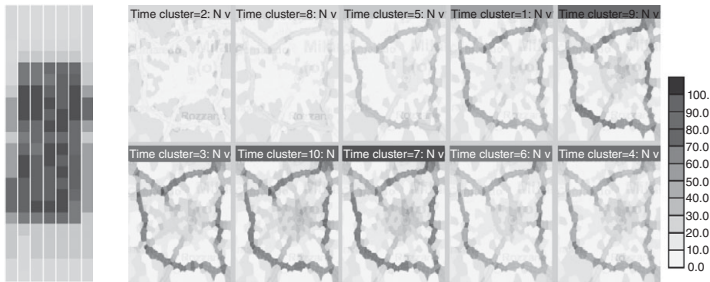 Time cluster=2: N v
Time cluster=8: N v
Time cluster=5: N v
Time cluster=1: N v
Time cluster=9: N v
Time cluster=3: N v
Time cluster=10: N v
Time cluster=7: N v
Time cluster=6: N v
Time cluster=4: N v
100.
90.0
80.0
70.0
60.0
50.0
40.0
30.0
20.0
10.0
0.0